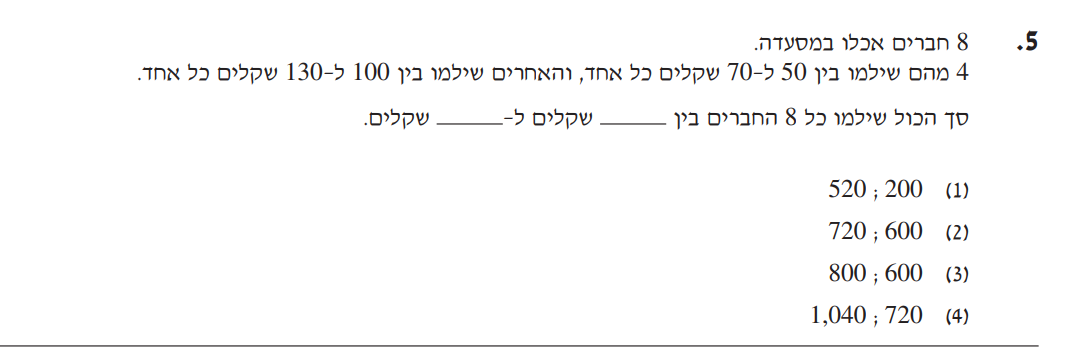 5. 8 חברים אכלו במסעדה.
4 מהם שילמו בין 50 ל-70 שקלים כל אחד, והאחרים שילמו בין 100 ל-130 שקלים כל אחד.
סך הכול שילמו כל 8 החברים בין _____ שקלים ל-_____ שקלים.
(1) 200 ; 520
(2) 600 ; 720
(3) 600 ; 800
(4) 720 ; 1,040